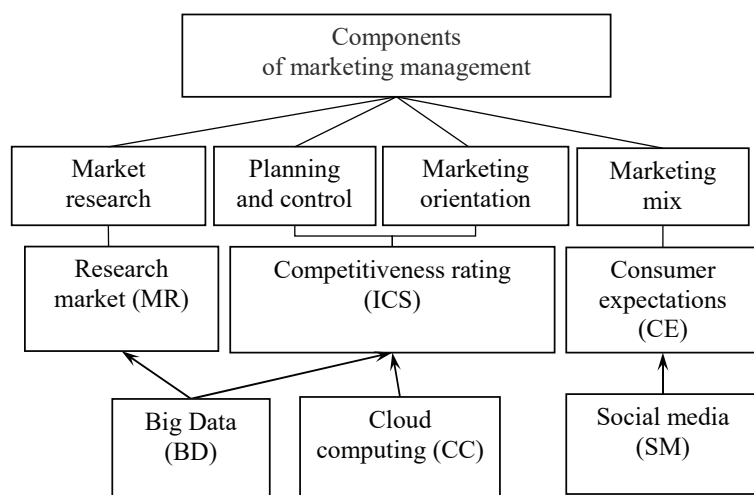 Components
of marketing management
Market
research
Planning
and control
Marketing
orientation
Marketing
mix
Research
market (MR)
Competitiveness rating
(ICS)
Consumer
expectations
(CE)
Big Data
(BD)
Cloud
computing (CC)
Social media
(SM)